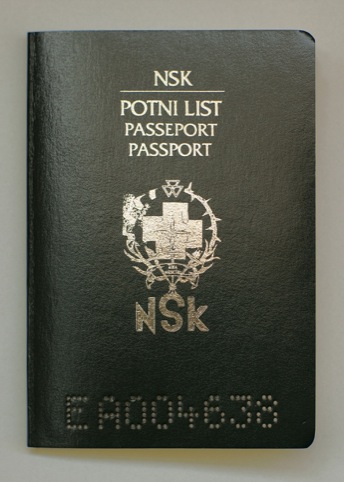 NSK
POTNI LIST
PASSEPORT
PASSPORT
NSk
EA004638